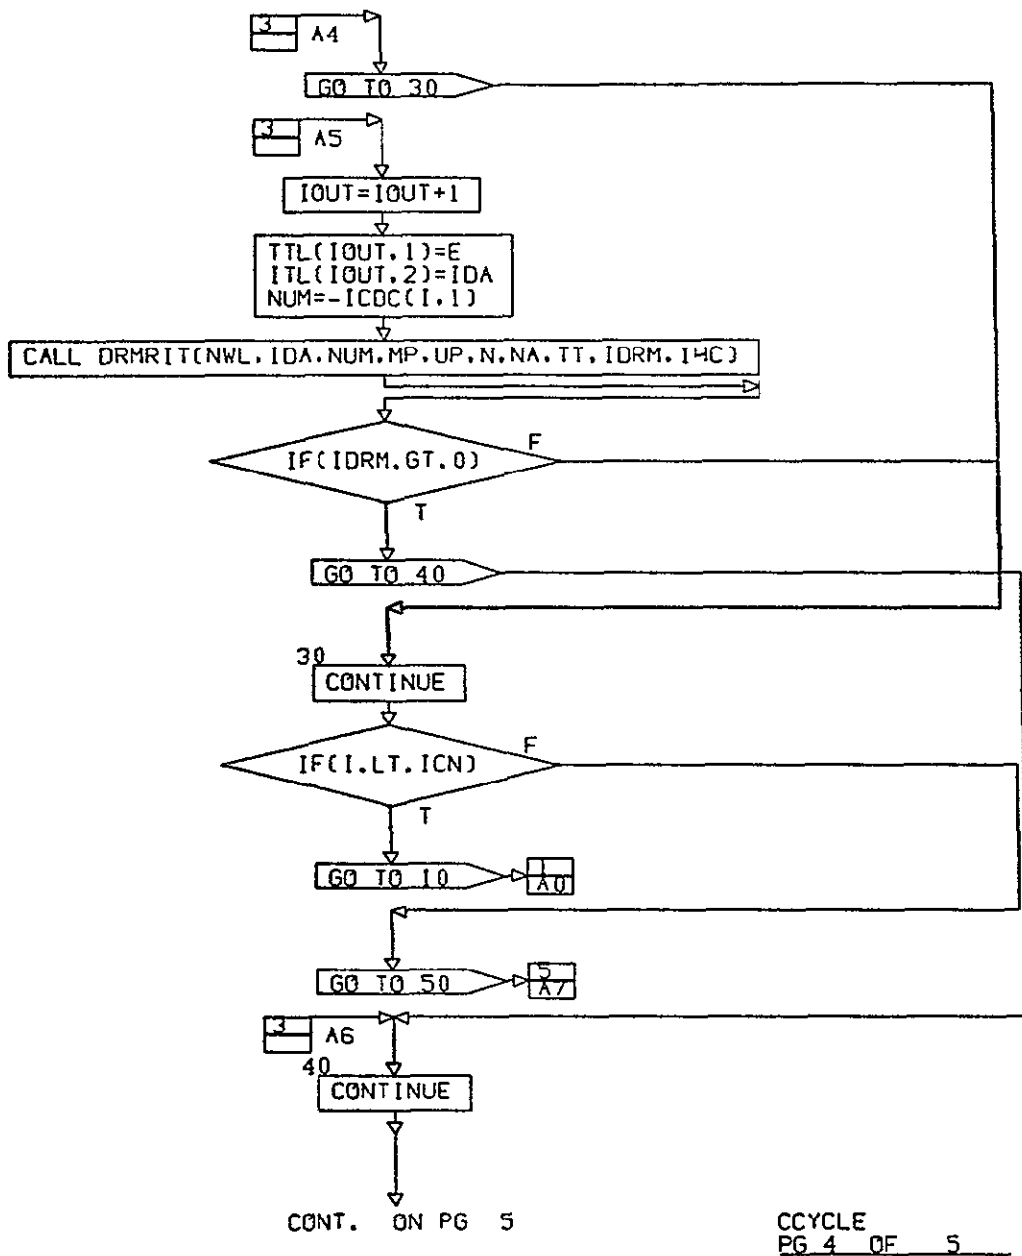 3 A4
GO TO 30
3 A5
IOUT=IOUT+1
TTL(IOUT,1)=E
ITL(IOUT,2)=IDA
NUM=-ICDC(I,1)
CALL DRMRIT(NWL,IDA,NUM,MP,UP,N,NA,TT,IDRM,IHC)
F
IF(IDRM.GT.0)
T
GO TO 40
30
CONTINUE
F
IF(I.LT.ICN)
T
GO TO 10
1
A0
GO TO 50
5
A7
3 A6
40
CONTINUE
CONT. ON PG 5
CCYCLE
PG 4 OF 5